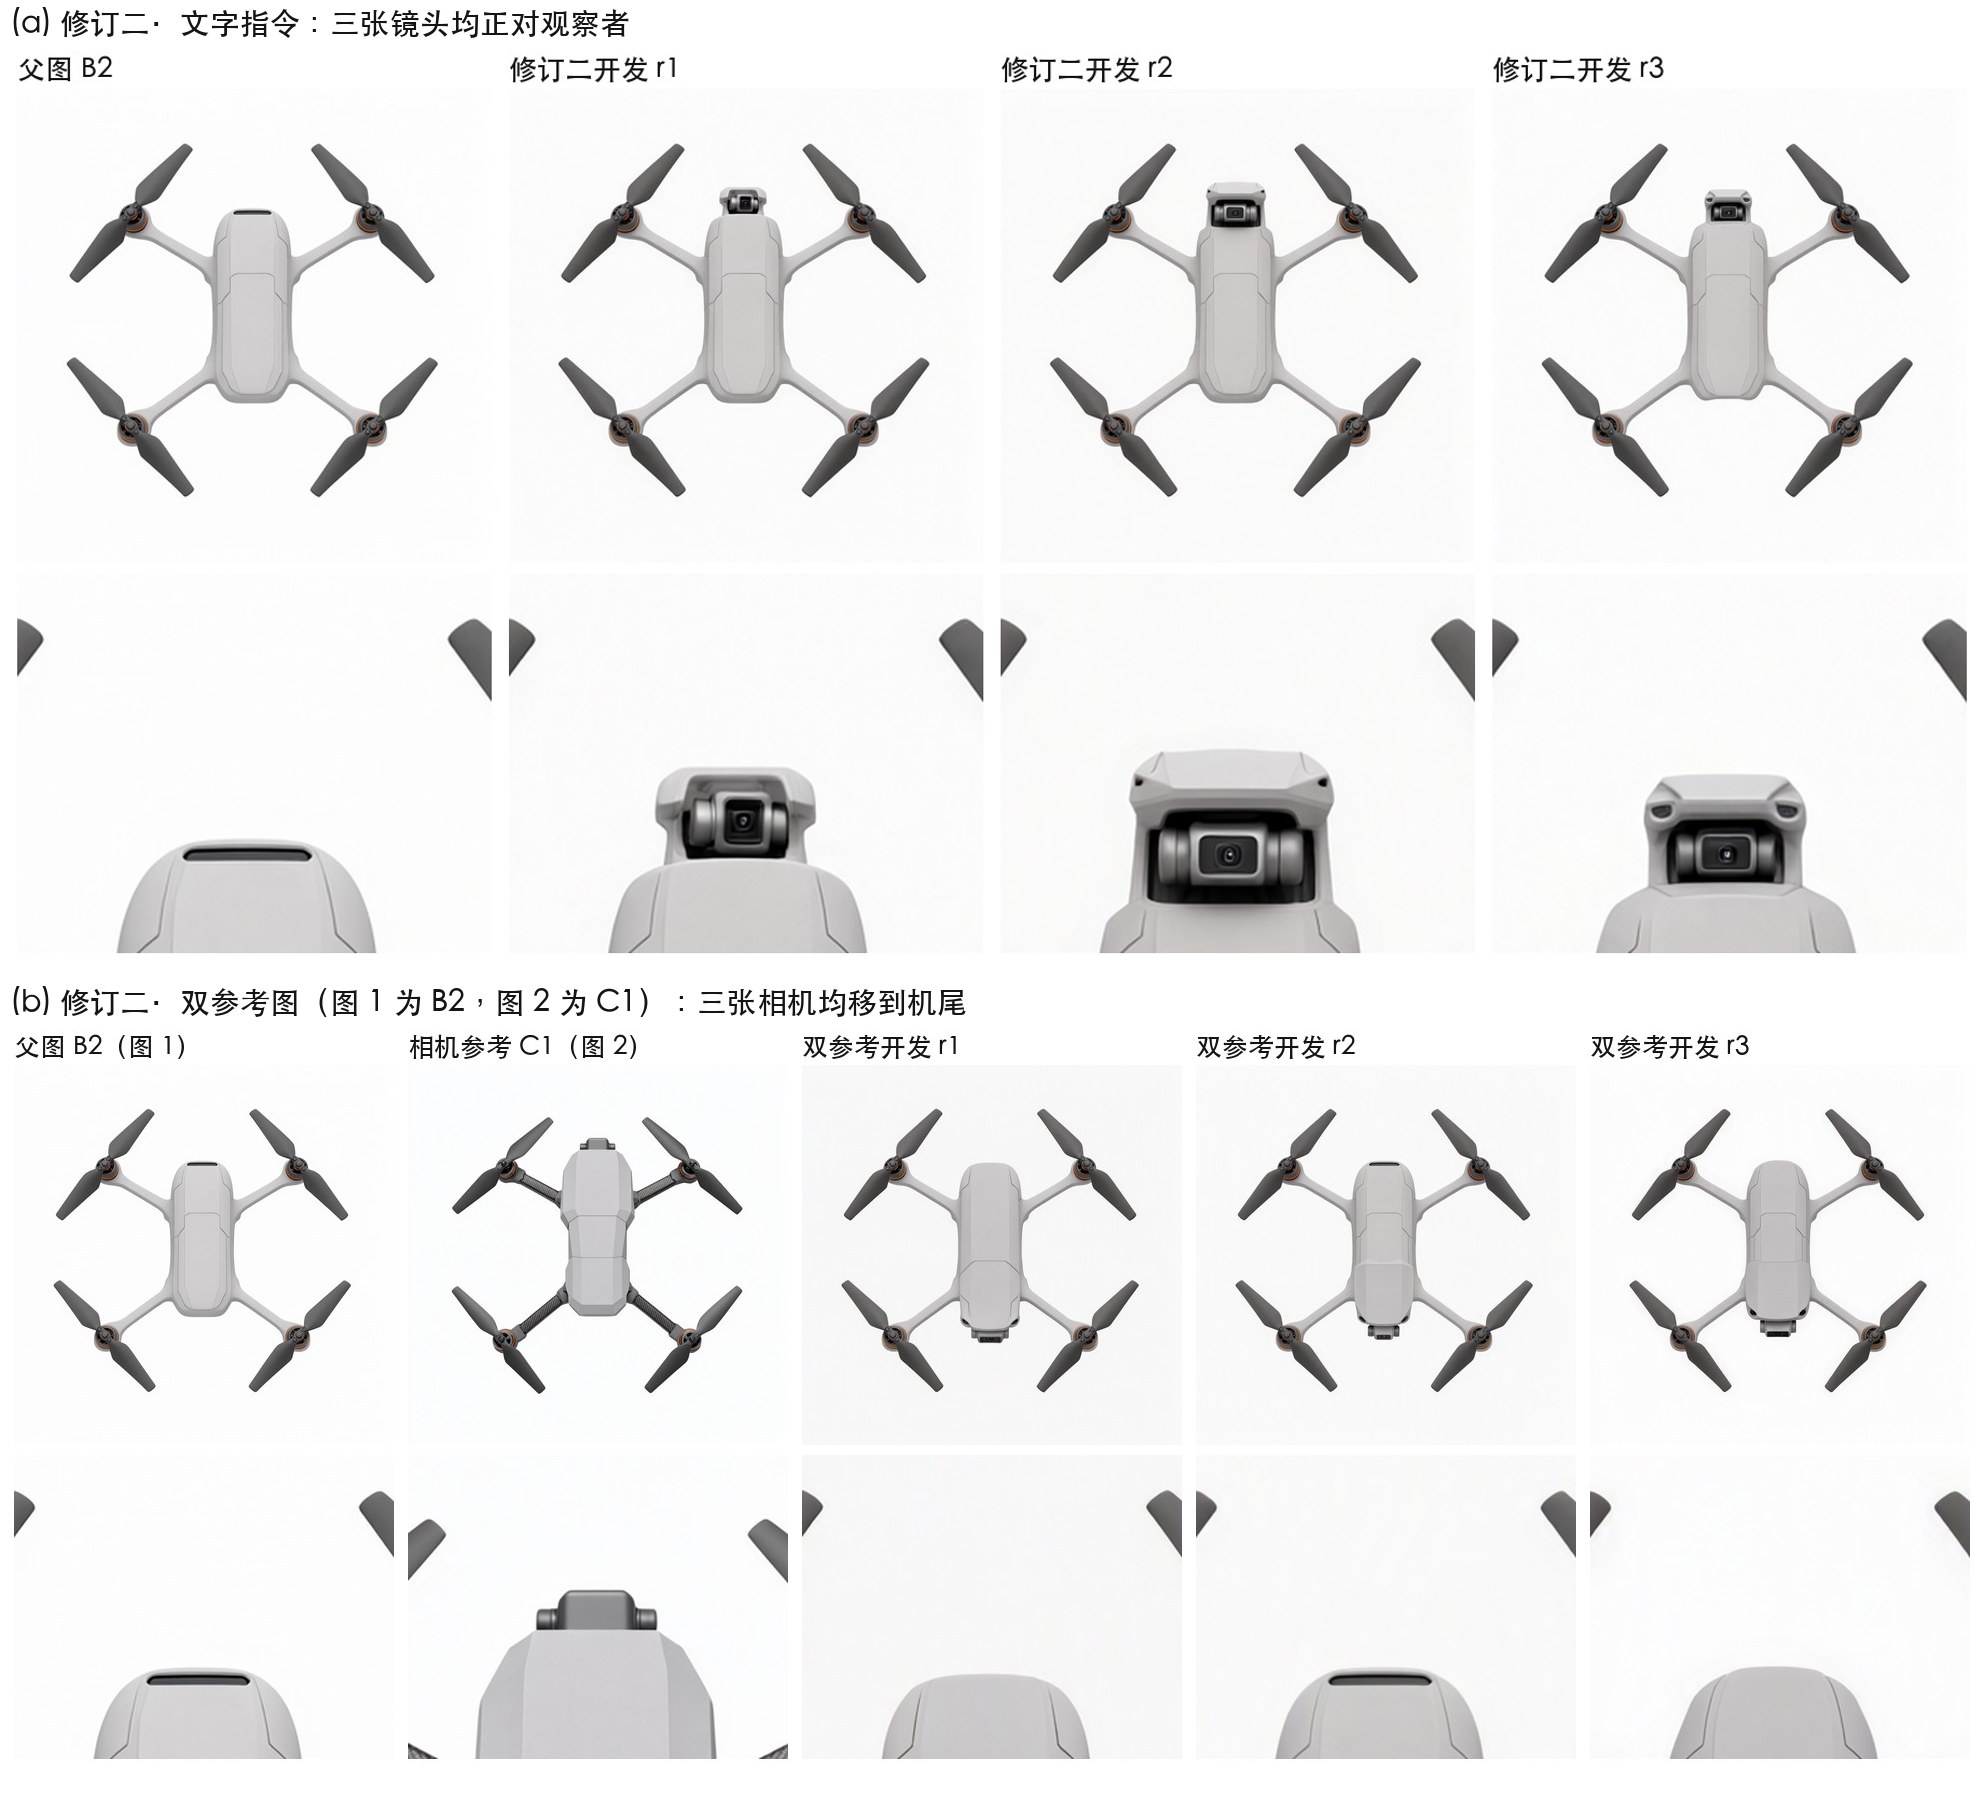 (a) 修订二·  文字指令：三张镜头均正对观察者
父图 B2
修订二开发 r1
修订二开发 r2
修订二开发 r3
(b) 修订二·  双参考图（图 1 为 B2，图 2 为 C1）：三张相机均移到机尾
父图 B2（图 1）
相机参考 C1（图 2）
双参考开发 r1
双参考开发 r2
双参考开发 r3